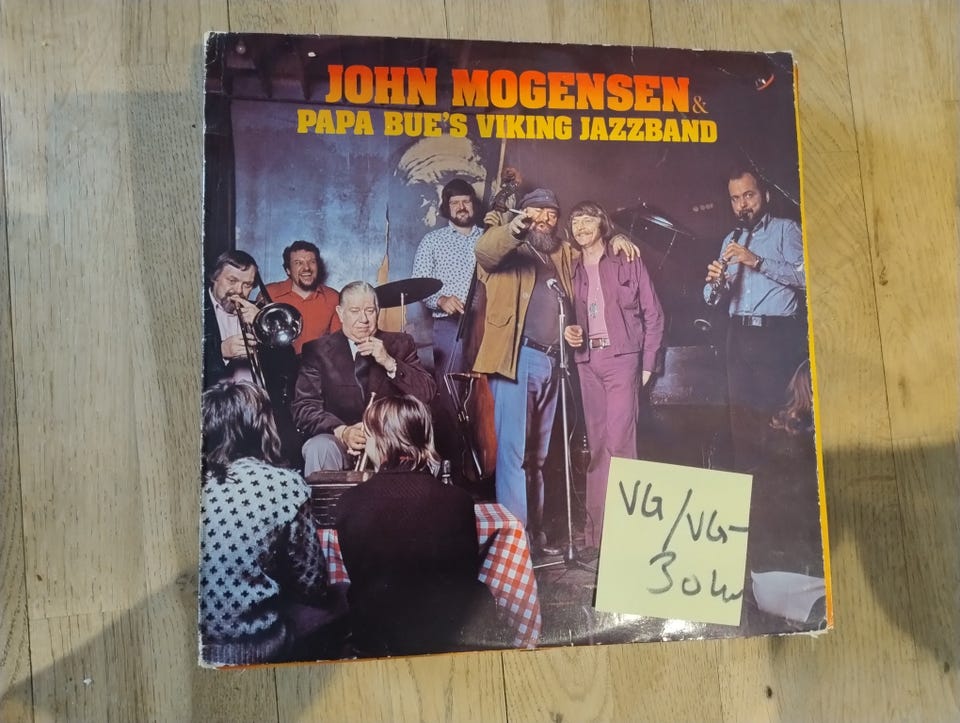 JOHN MOGENSEN &
PAPA BUE'S VIKING JAZZBAND
VG/VG-
30kr